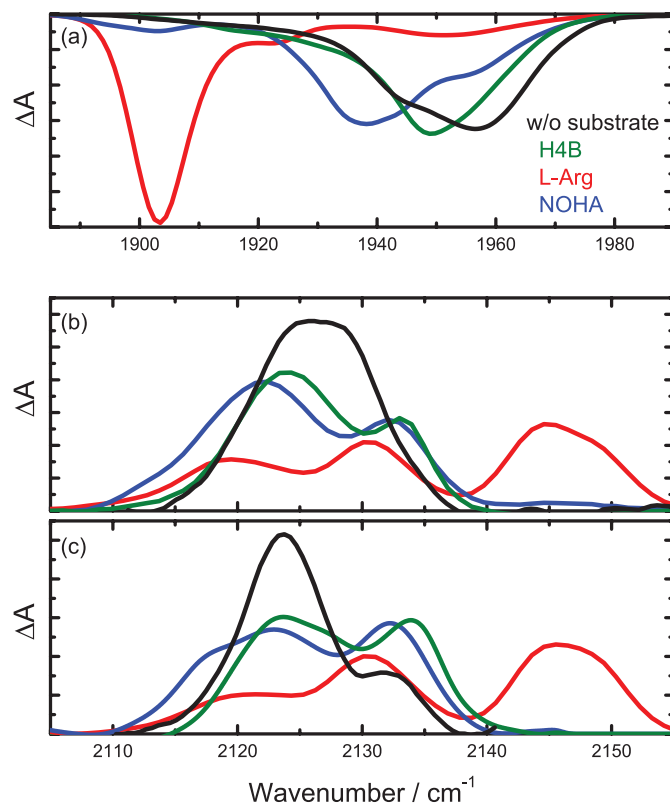 (a)
ΔA
w/o substrate
H4B
L-Arg
NOHA
1900 1920 1940 1960 1980
(b)
ΔA
(c)
ΔA
2110 2120 2130 2140 2150
Wavenumber / cm-1